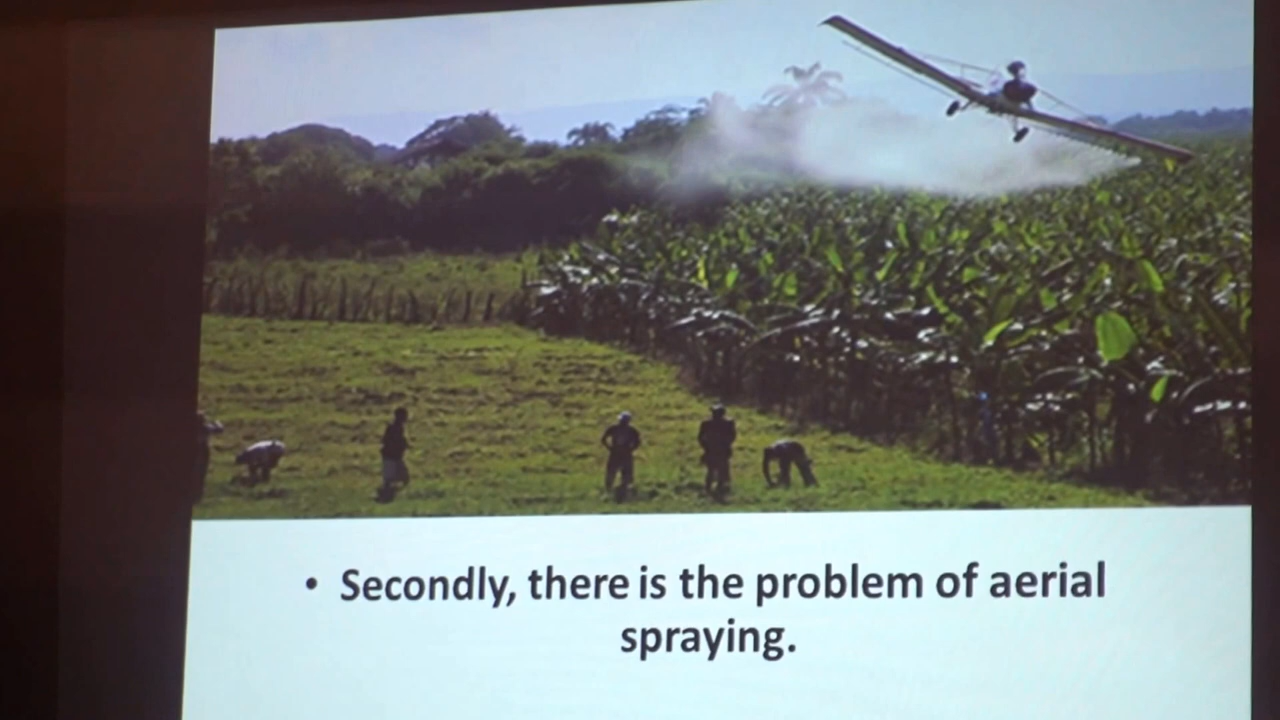 • Secondly, there is the problem of aerial
spraying.